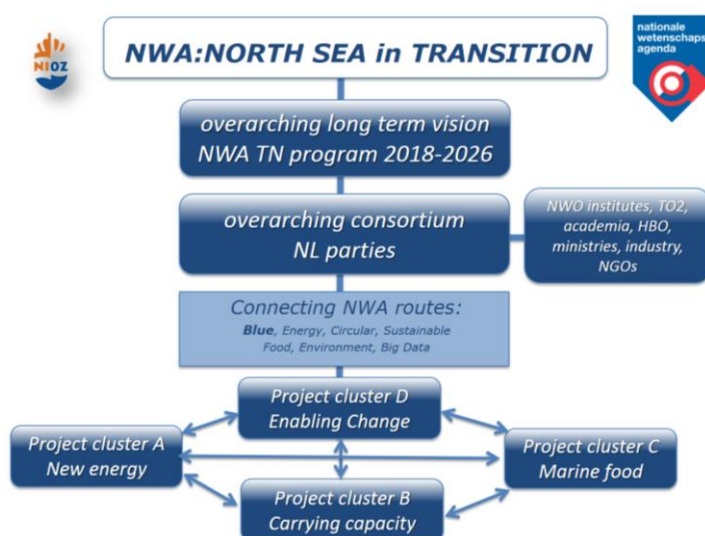 NIOZ
NWA:NORTH SEA in TRANSITION
nationale
wetenschaps
agenda
overarching long term vision
NWA TN program 2018-2026
overarching consortium
NL parties
NWO institutes, TO2,
academia, HBO,
ministries, industry,
NGOs
Connecting NWA routes:
Blue, Energy, Circular, Sustainable
Food, Environment, Big Data
Project cluster D
Enabling Change
Project cluster A
New energy
Project cluster C
Marine food
Project cluster B
Carrying capacity